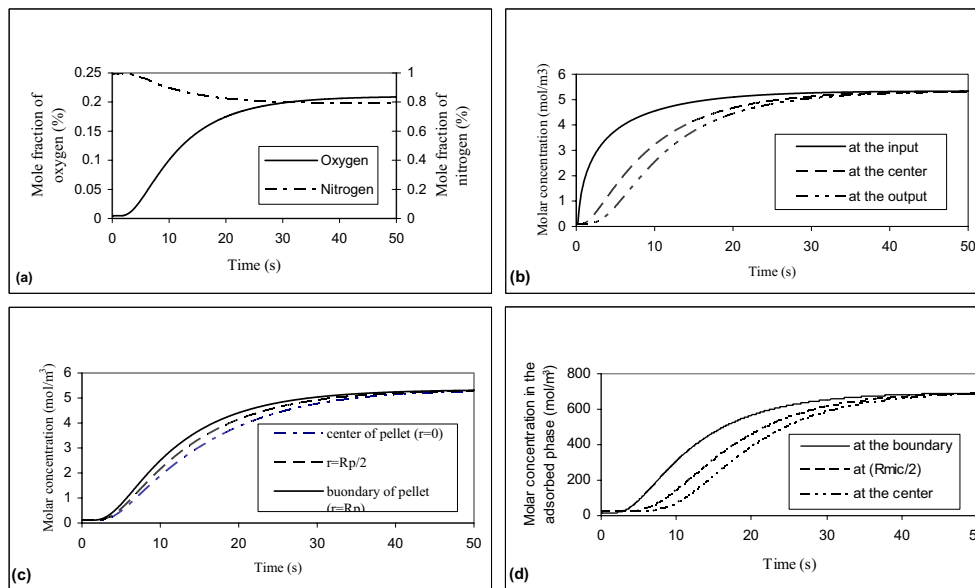 Mole fraction of
oxygen (%)
0.25
0.2
0.15
0.1
0.05
0
1
0.8
0.6
0.4
0.2
0
Mole fraction of
nitrogen (%)
Oxygen
Nitrogen
0 10 20 30 40 50
Time (s)
(a)
Molar concentration (mol/m3)
6
5
4
3
2
1
0
at the input
at the center
at the output
0 10 20 30 40 50
Time (s)
(b)
Molar concentration (mol/m³)
6
5
4
3
2
1
0
center of pellet (r=0)
r=Rp/2
buondary of pellet
(r=Rp)
0 10 20 30 40 50
Time (s)
(c)
Molar concentration in the
adsorbed phase (mol/m³)
800
600
400
200
0
at the boundary
at (Rmic/2)
at the center
0 10 20 30 40 50
Time (s)
(d)